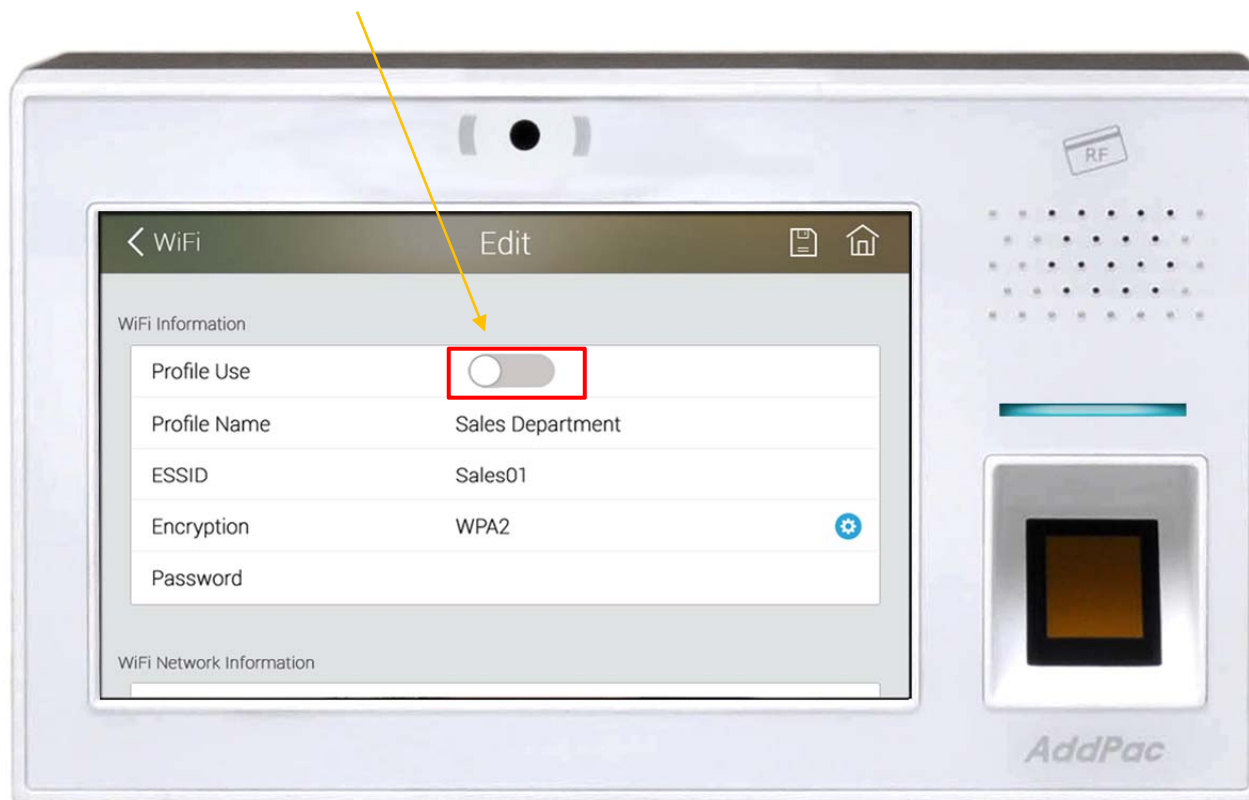 RF
WiFi
Edit
WiFi Information
Profile Use
Profile Name Sales Department
ESSID Sales01
Encryption WPA2
Password
WiFi Network Information
AddPac